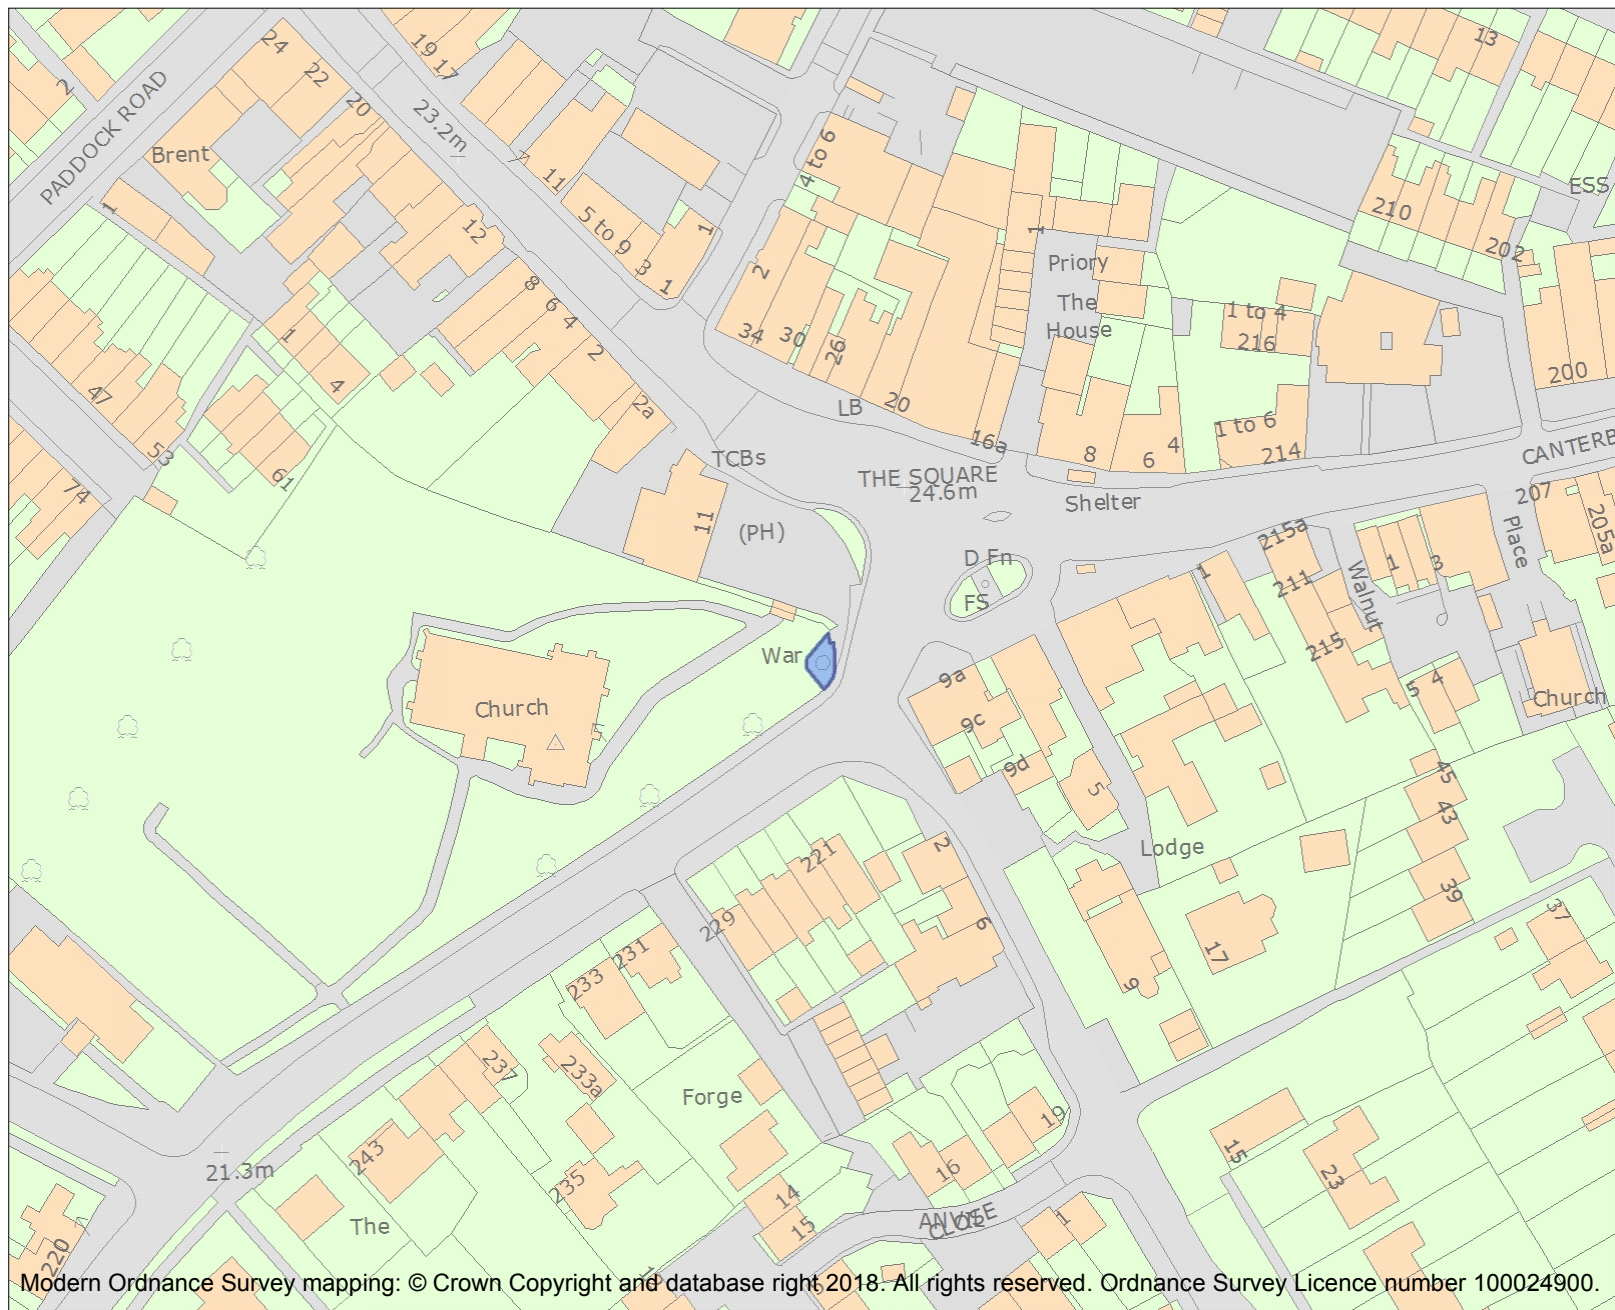 24
19
17
13
2
22
20
23.2m
PADDOCK ROAD
Brent
7
11
4 to 6
ESS
1
12
5 to 9
1
3
1
2
210
202
1
Priory
The
House
8
6
4
2
34
30
26
20
16a
LB
1 to 4
216
200
1
4
47
53
61
74
2a
TCBs
11
(PH)
THE SQUARE
24.6m
8
6
4
1 to 6
214
Shelter
CANTERB
207
205a
Place
D Fn
FS
1
215a
211
215
Walnut
1
3
War
Church
9a
9c
9d
5
5
4
Church
45
43
39
37
Lodge
221
229
2
6
9
17
231
233
237
233a
235
243
Forge
19
16
14
15
ANVIL
CLOSE
15
23
1
21.3m
The
220
Modern Ordnance Survey mapping: © Crown Copyright and database right 2018. All rights reserved. Ordnance Survey Licence number 100024900.